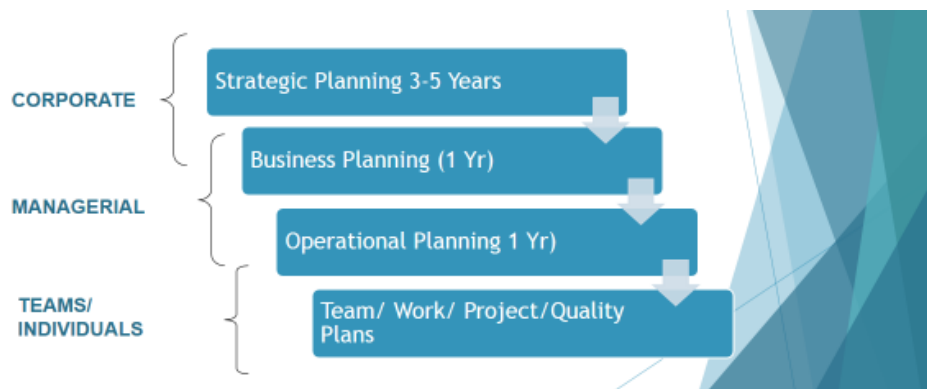 Strategic Planning 3-5 Years
CORPORATE
Business Planning (1 Yr)
MANAGERIAL
Operational Planning 1 Yr)
TEAMS/
INDIVIDUALS
Team/ Work/ Project/Quality
Plans